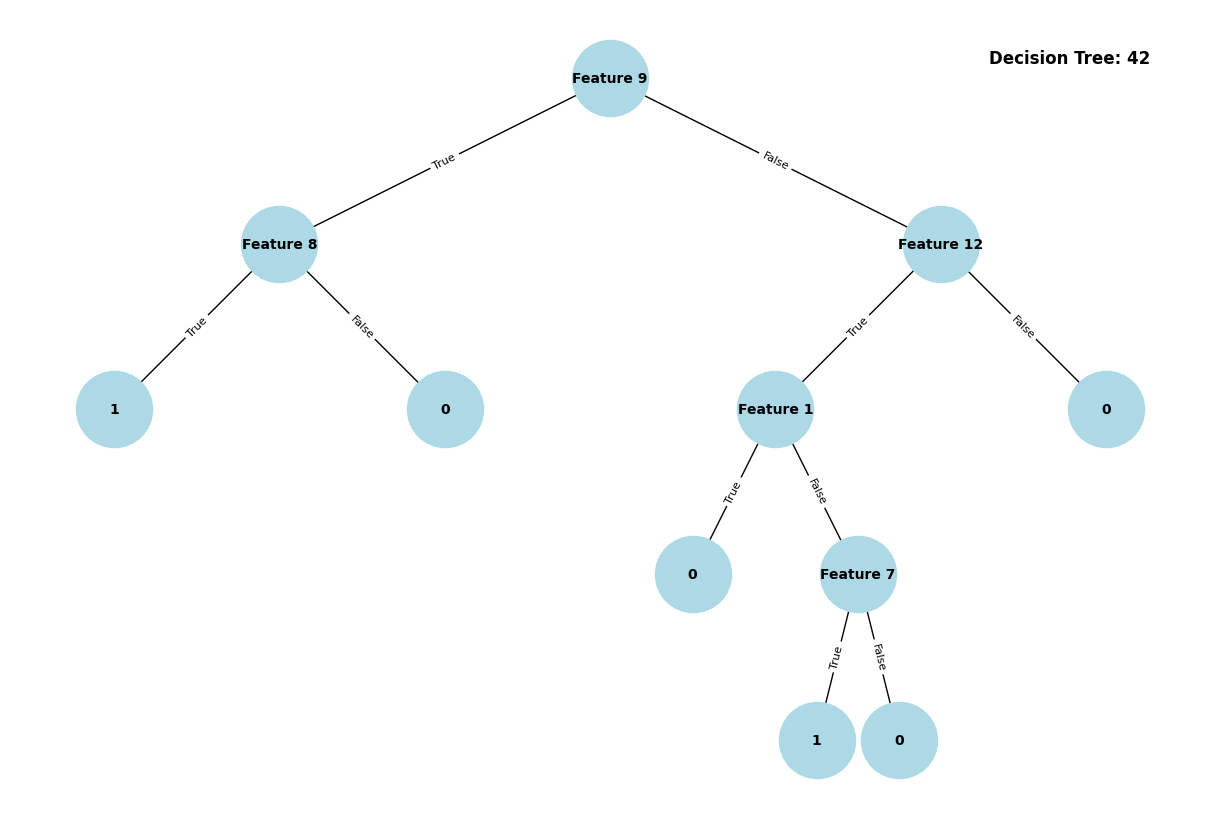 Decision Tree: 42
Feature 9
True
False
Feature 8
Feature 12
True
False
True
False
1
0
Feature 1
0
True
False
0
Feature 7
True
False
1
0